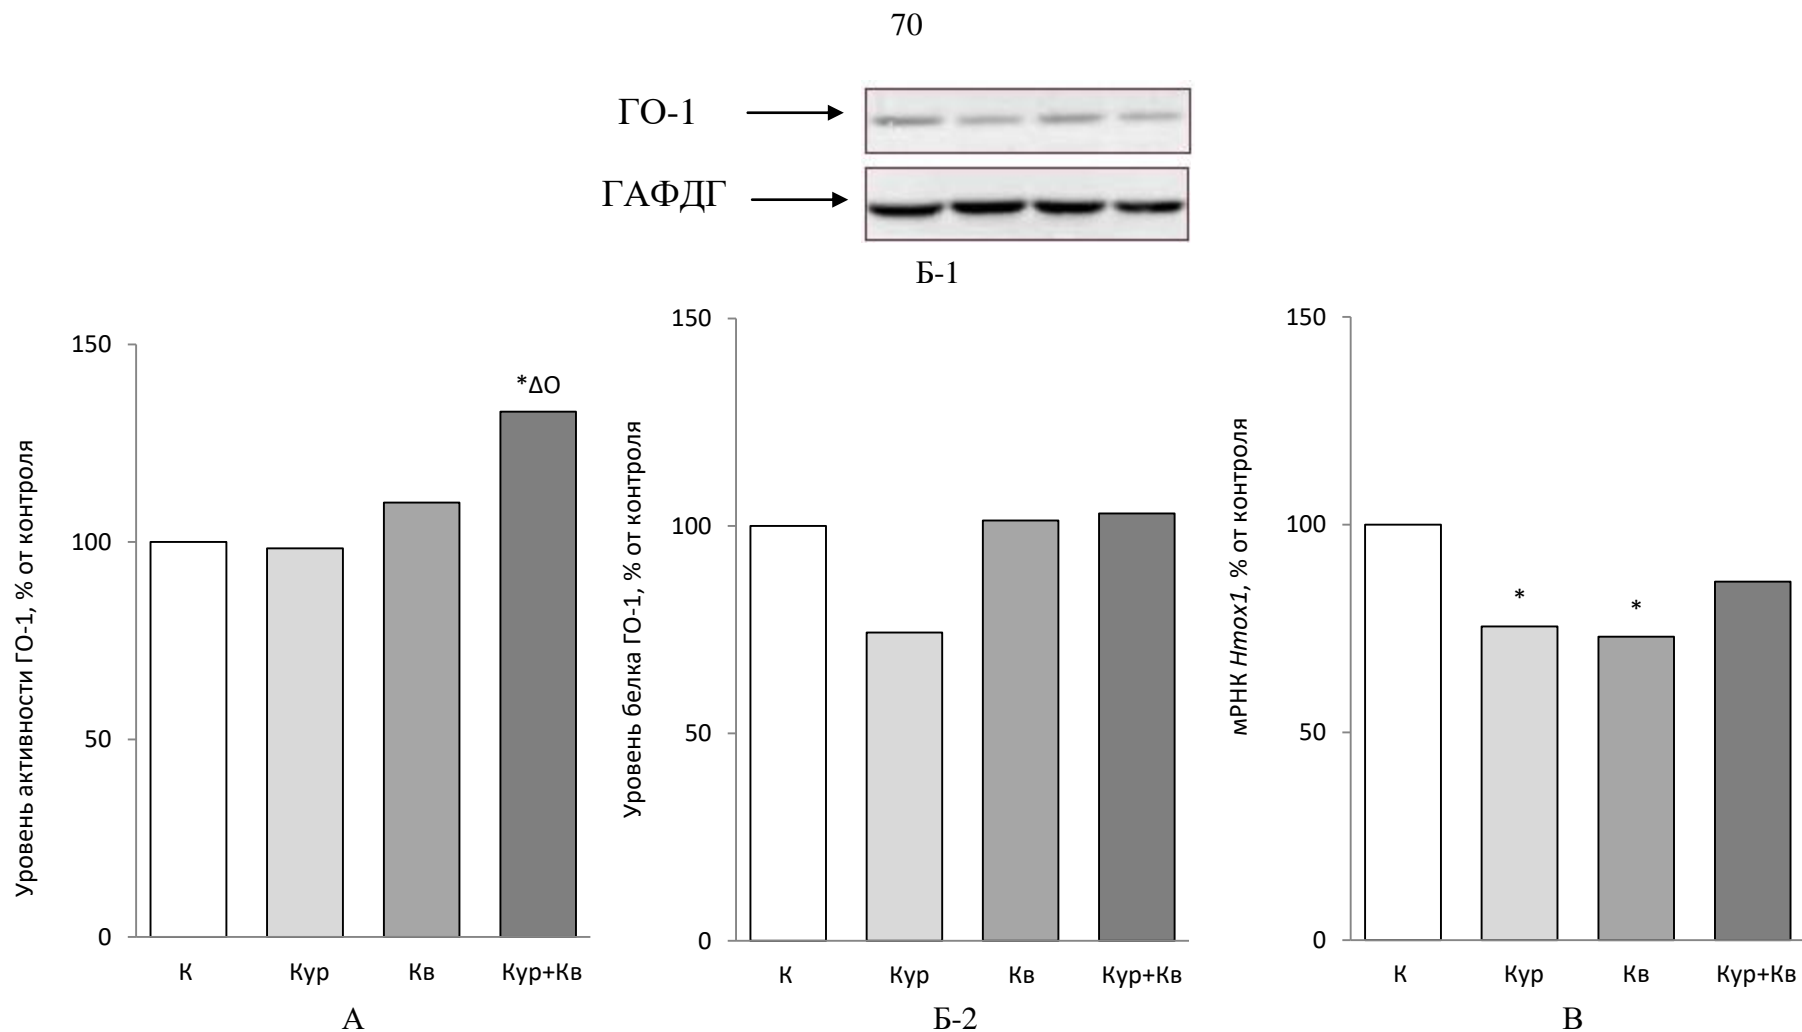 70
ГО-1
ГАФДГ
Б-1
Уровень активности ГО-1, % от контроля
150
100
50
0
*ΔО
К Кур Кв Кур+Кв
А
Уровень белка ГО-1, % от контроля
150
100
50
0
К Кур Кв Кур+Кв
Б-2
мРНК Hmox1, % от контроля
150
100
50
0
* *
К Кур Кв Кур+Кв
В